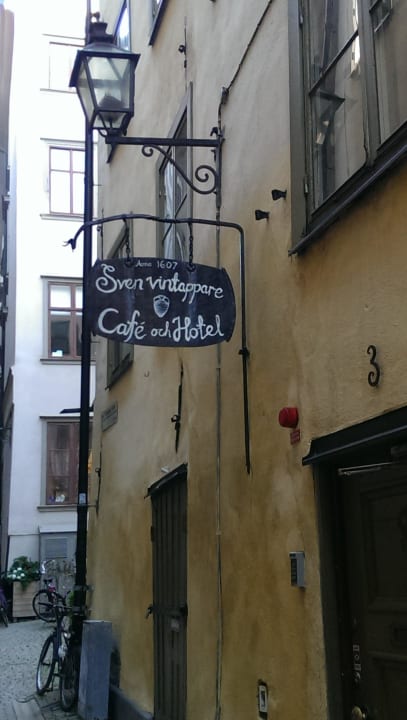 Anno 1607
Sven vintappare
Café och Hotel
3